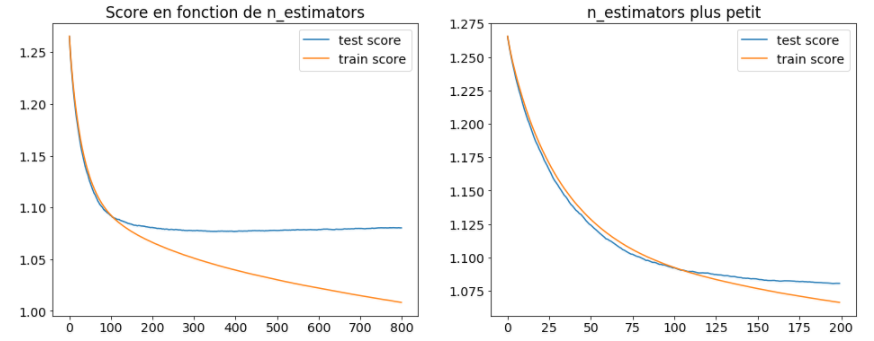 Score en fonction de n_estimators
test score
train score
1.25
1.20
1.15
1.10
1.05
1.00
0 100 200 300 400 500 600 700 800
n_estimators plus petit
test score
train score
1.275
1.250
1.225
1.200
1.175
1.150
1.125
1.100
1.075
0 25 50 75 100 125 150 175 200